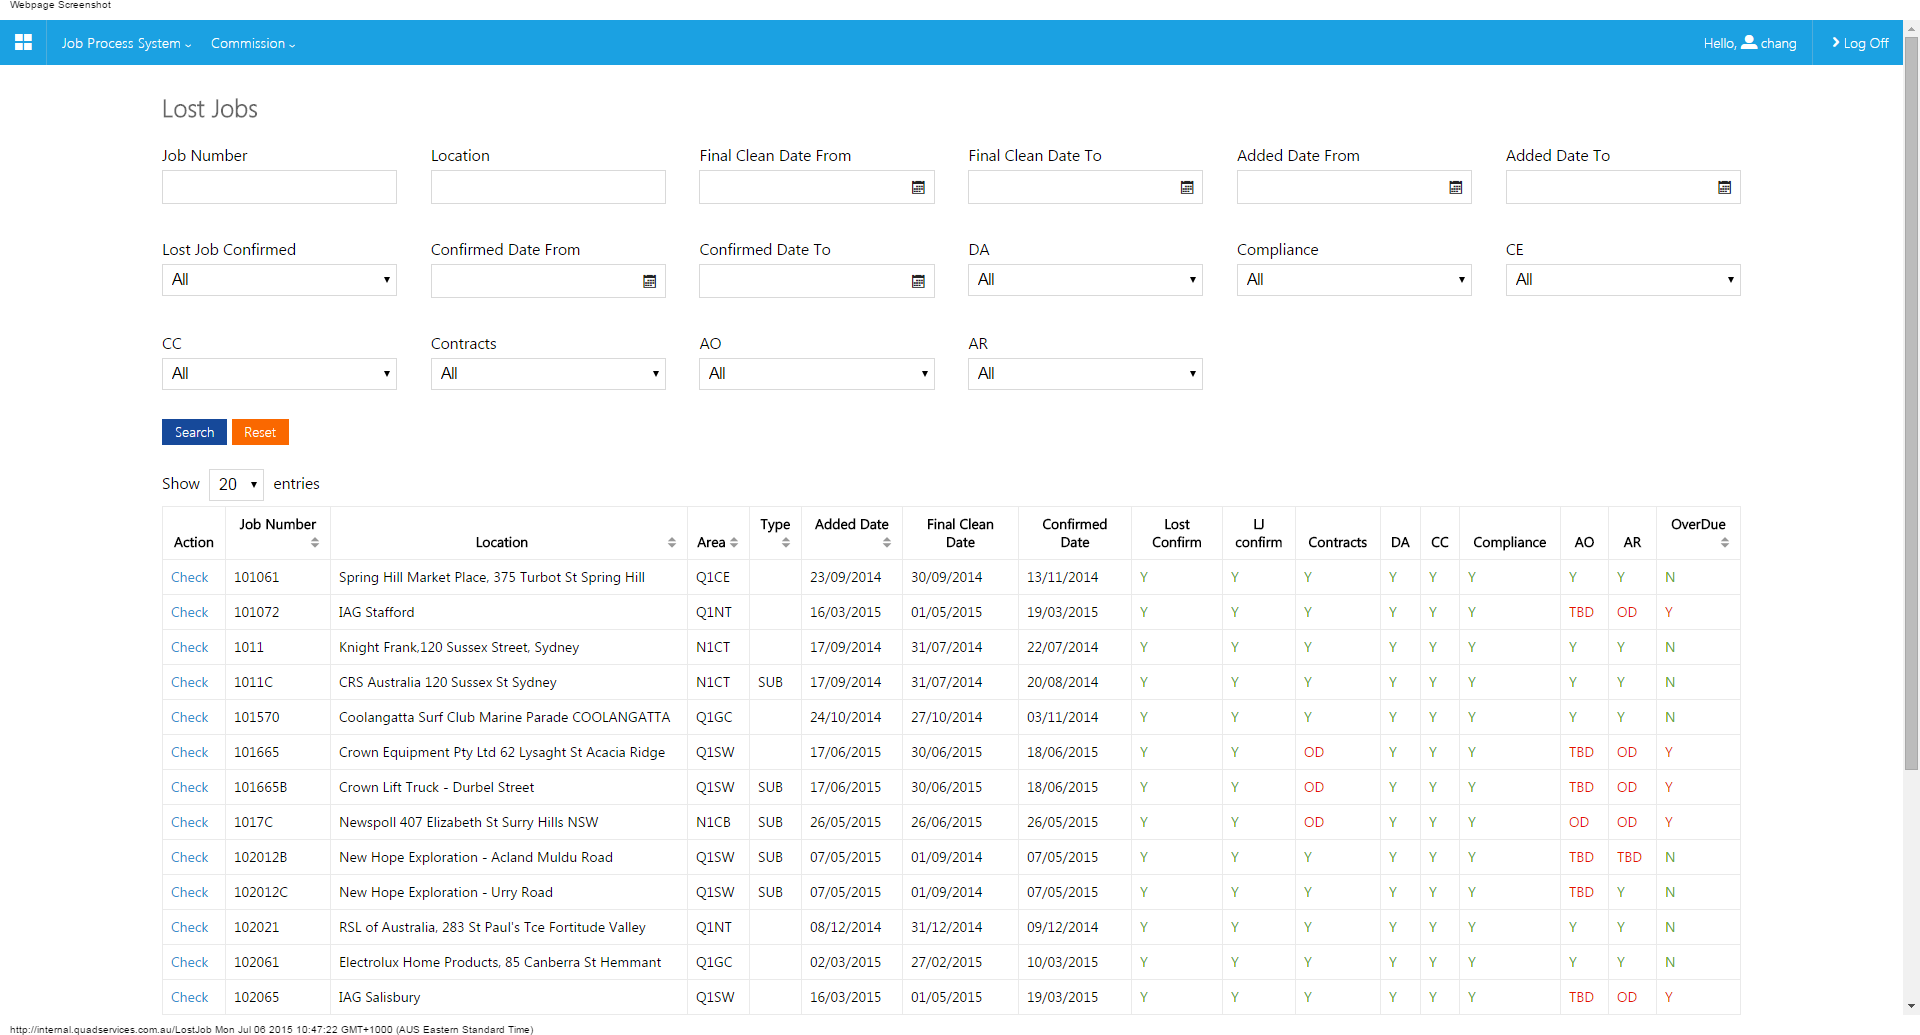 Webpage Screenshot
Job Process System Commission Hello, chang Log Off
Lost Jobs
Job Number Location Final Clean Date From Final Clean Date To Added Date From Added Date To
Lost Job Confirmed Confirmed Date From Confirmed Date To DA Compliance CE
All All All All
CC Contracts AO AR
All All All All
Search Reset
Show 20 entries
Action Job Number Location Area Type Added Date Final Clean Date Confirmed Date Lost Confirm LJ confirm Contracts DA CC Compliance AO AR OverDue
Check 101061 Spring Hill Market Place, 375 Turbot St Spring Hill Q1CE 23/09/2014 30/09/2014 13/11/2014 Y Y Y Y Y Y Y Y N
Check 101072 IAG Stafford Q1NT 16/03/2015 01/05/2015 19/03/2015 Y Y Y Y Y Y TBD OD Y
Check 1011 Knight Frank,120 Sussex Street, Sydney N1CT 17/09/2014 31/07/2014 22/07/2014 Y Y Y Y Y Y Y Y N
Check 1011C CRS Australia 120 Sussex St Sydney N1CT SUB 17/09/2014 31/07/2014 20/08/2014 Y Y Y Y Y Y Y Y N
Check 101570 Coolangatta Surf Club Marine Parade COOLANGATTA Q1GC 24/10/2014 27/10/2014 03/11/2014 Y Y Y Y Y Y Y Y N
Check 101665 Crown Equipment Pty Ltd 62 Lysaght St Acacia Ridge Q1SW 17/06/2015 30/06/2015 18/06/2015 Y Y OD Y Y Y TBD OD Y
Check 101665B Crown Lift Truck - Durbel Street Q1SW SUB 17/06/2015 30/06/2015 18/06/2015 Y Y OD Y Y Y TBD OD Y
Check 1017C Newspoll 407 Elizabeth St Surry Hills NSW N1CB SUB 26/05/2015 26/06/2015 26/05/2015 Y Y OD Y Y Y OD OD Y
Check 102012B New Hope Exploration - Acland Muldu Road Q1SW SUB 07/05/2015 01/09/2014 07/05/2015 Y Y Y Y Y Y TBD TBD N
Check 102012C New Hope Exploration - Urry Road Q1SW SUB 07/05/2015 01/09/2014 07/05/2015 Y Y Y Y Y Y TBD Y N
Check 102021 RSL of Australia, 283 St Paul's Tce Fortitude Valley Q1NT 08/12/2014 31/12/2014 09/12/2014 Y Y Y Y Y Y Y Y N
Check 102061 Electrolux Home Products, 85 Canberra St Hemmant Q1GC 02/03/2015 27/02/2015 10/03/2015 Y Y Y Y Y Y Y Y N
Check 102065 IAG Salisbury Q1SW 16/03/2015 01/05/2015 19/03/2015 Y Y Y Y Y Y TBD OD Y
http://internal.quadservices.com.au/LostJob Mon Jul 06 2015 10:47:22 GMT+1000 (AUS Eastern Standard Time)